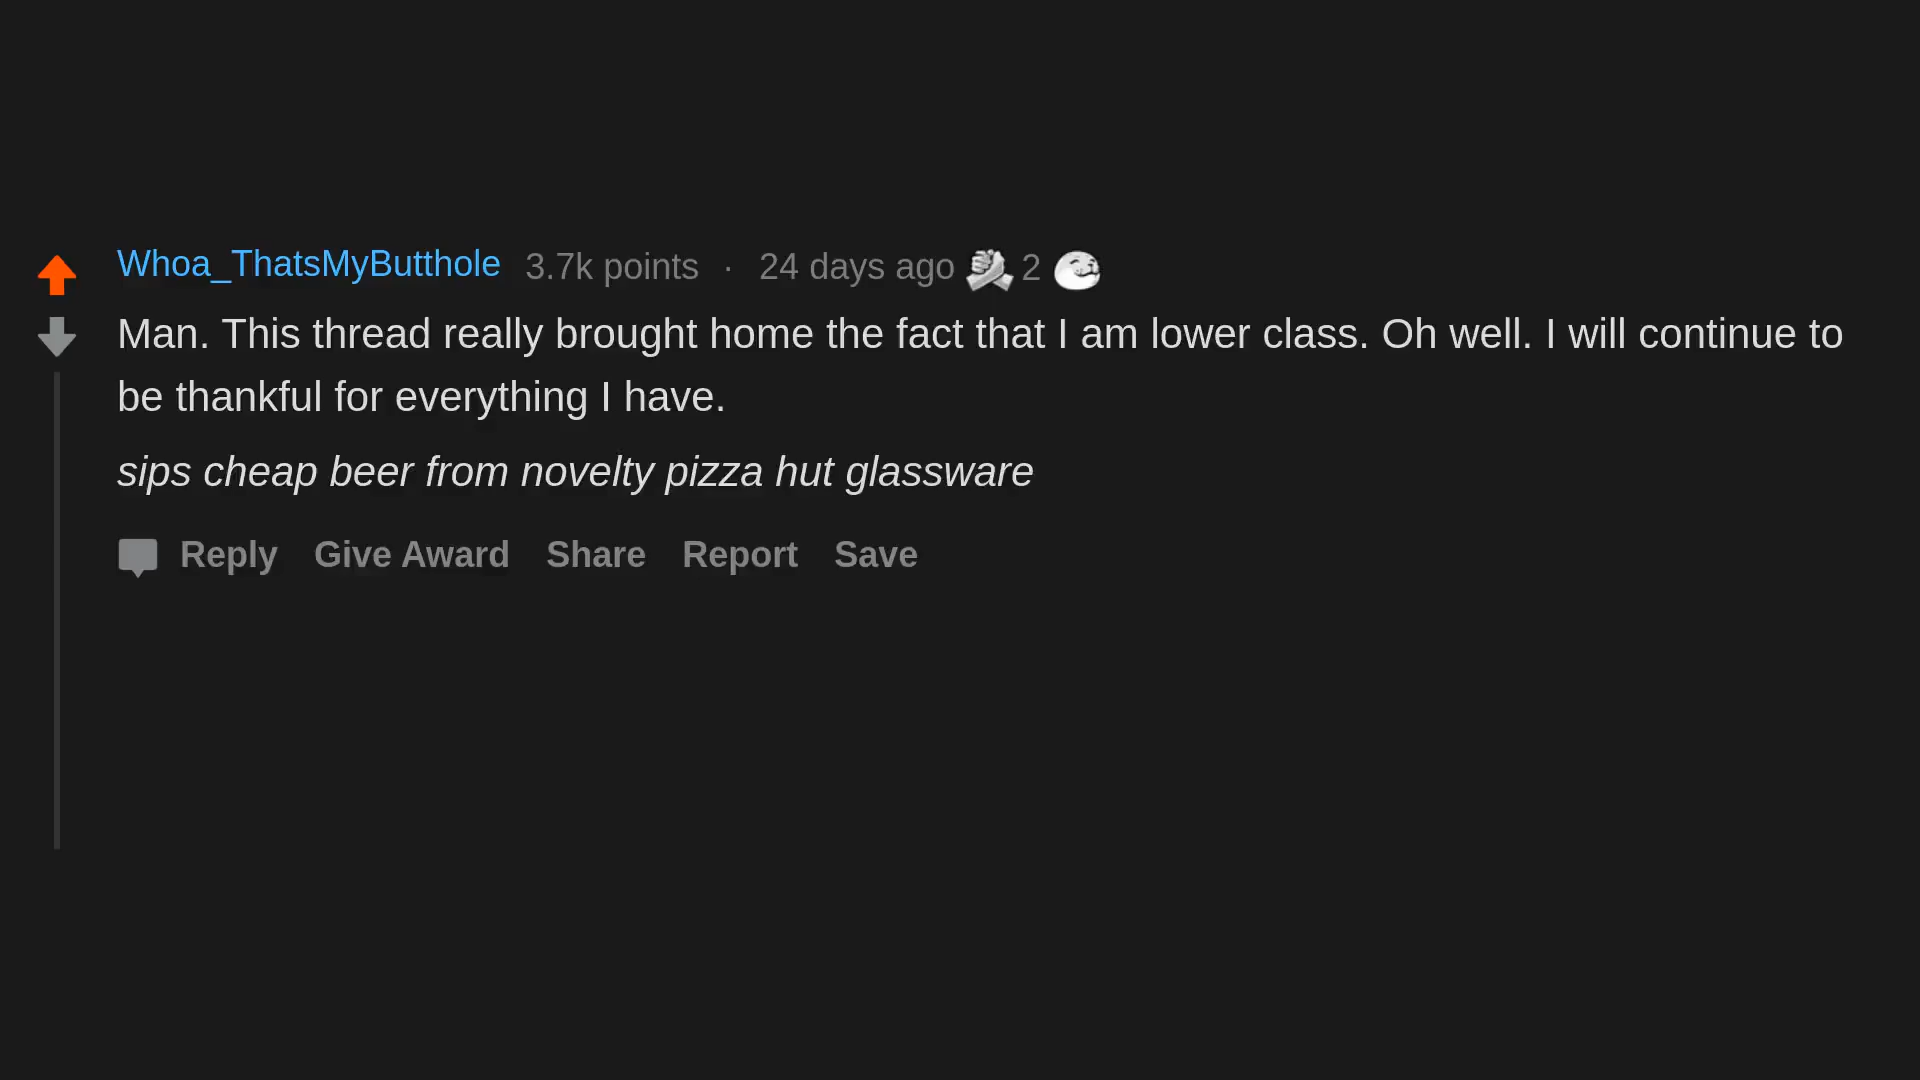 Whoa_ThatsMyButthole 3.7k points · 24 days ago 2
Man. This thread really brought home the fact that I am lower class. Oh well. I will continue to
be thankful for everything I have.
sips cheap beer from novelty pizza hut glassware
Reply Give Award Share Report Save